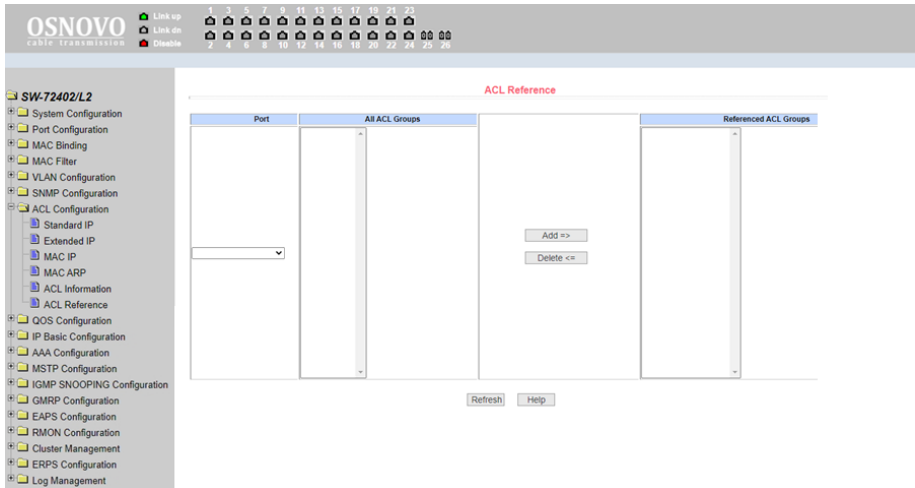 OSNOVO
cable transmission
Link up
Link dn
Disable
1 3 5 7 9 11 13 15 17 19 21 23
2 4 6 8 10 12 14 16 18 20 22 24 25 26
SW-72402/L2
System Configuration
Port Configuration
MAC Binding
MAC Filter
VLAN Configuration
SNMP Configuration
ACL Configuration
Standard IP
Extended IP
MAC IP
MAC ARP
ACL Information
ACL Reference
QOS Configuration
IP Basic Configuration
AAA Configuration
MSTP Configuration
IGMP SNOOPING Configuration
GMRP Configuration
EAPS Configuration
RMON Configuration
Cluster Management
ERPS Configuration
Log Management
ACL Reference
Port All ACL Groups Referenced ACL Groups
Add =>
Delete <=
Refresh Help